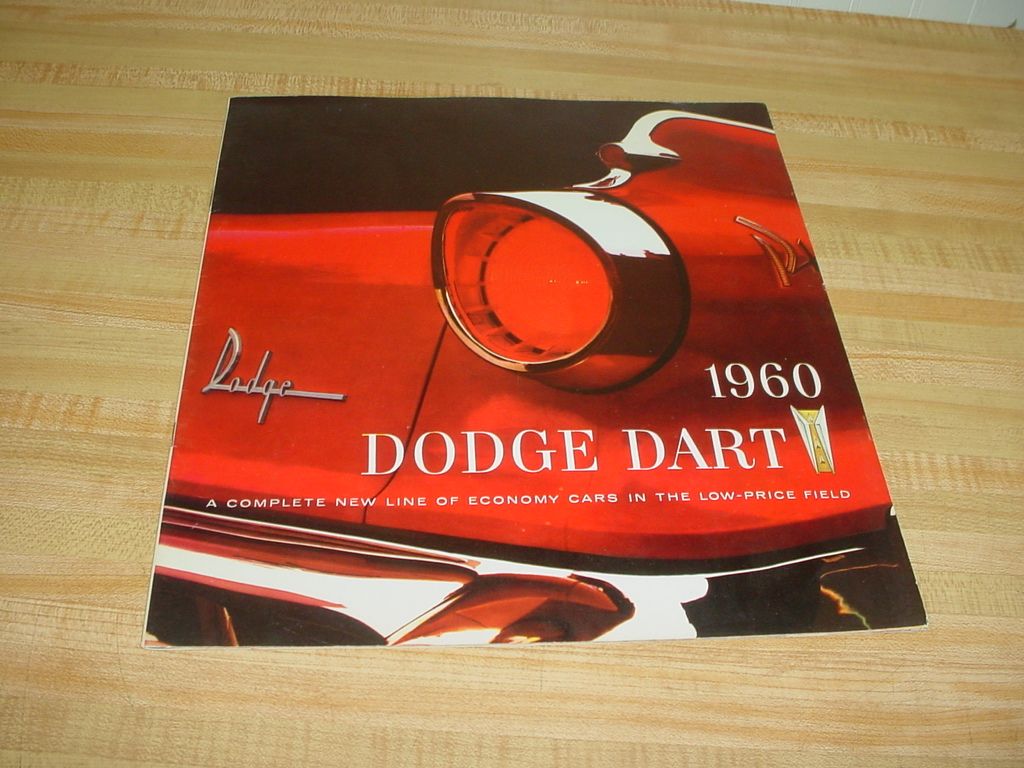 Dodge
1960
DODGE DART
A COMPLETE NEW LINE OF ECONOMY CARS IN THE LOW-PRICE FIELD